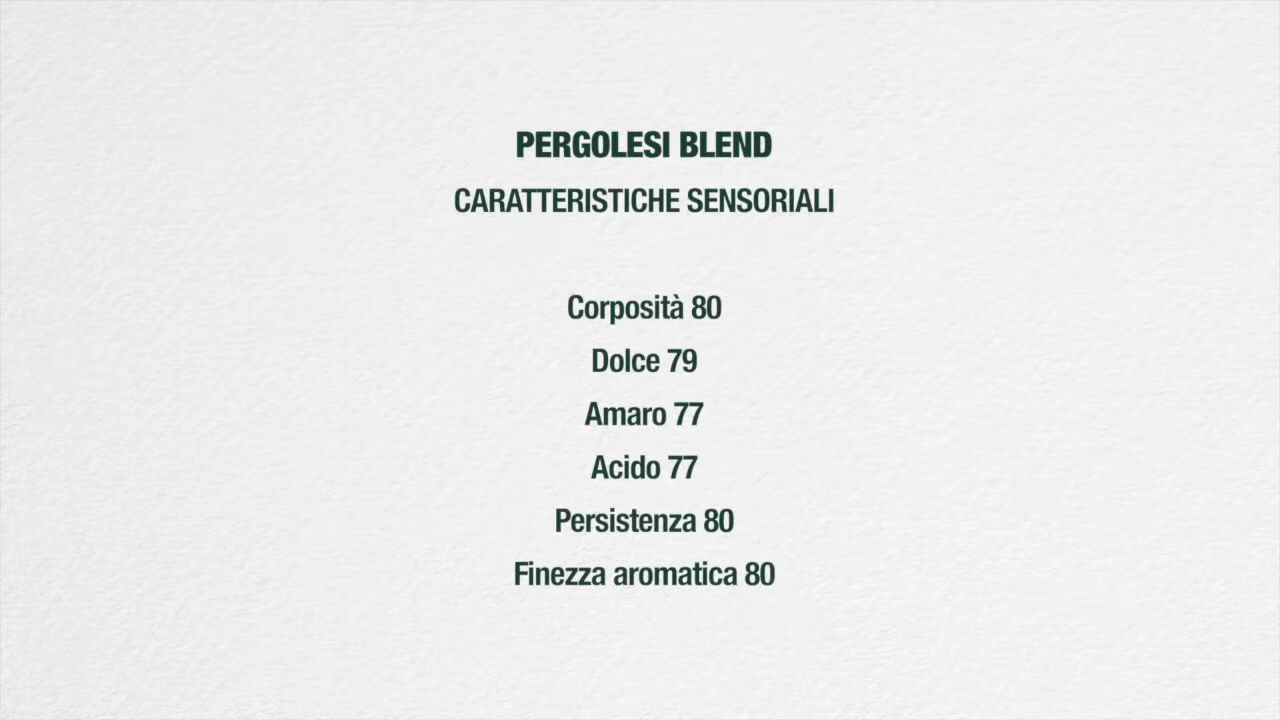 PERGOLESI BLEND
CARATTERISTICHE SENSORIALI
Corposità 80
Dolce 79
Amaro 77
Acido 77
Persistenza 80
Finezza aromatica 80